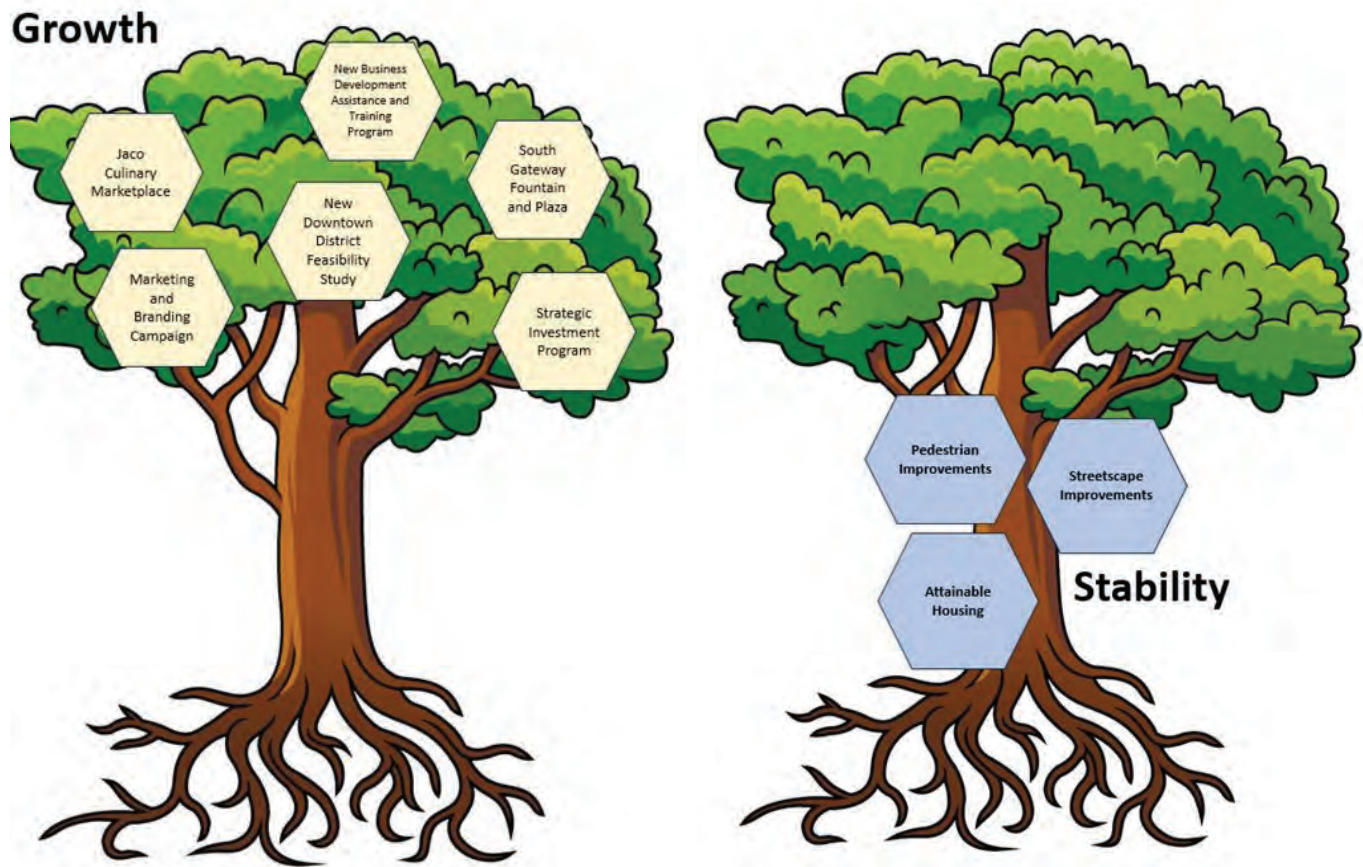 Growth
New Business
Development
Assistance and
Training
Program
Jaco
Culinary
Marketplace
South
Gateway
Fountain
and Plaza
New
Downtown
District
Feasibility
Study
Marketing
and
Branding
Campaign
Strategic
Investment
Program
Pedestrian
Improvements
Streetscape
Improvements
Attainable
Housing
Stability